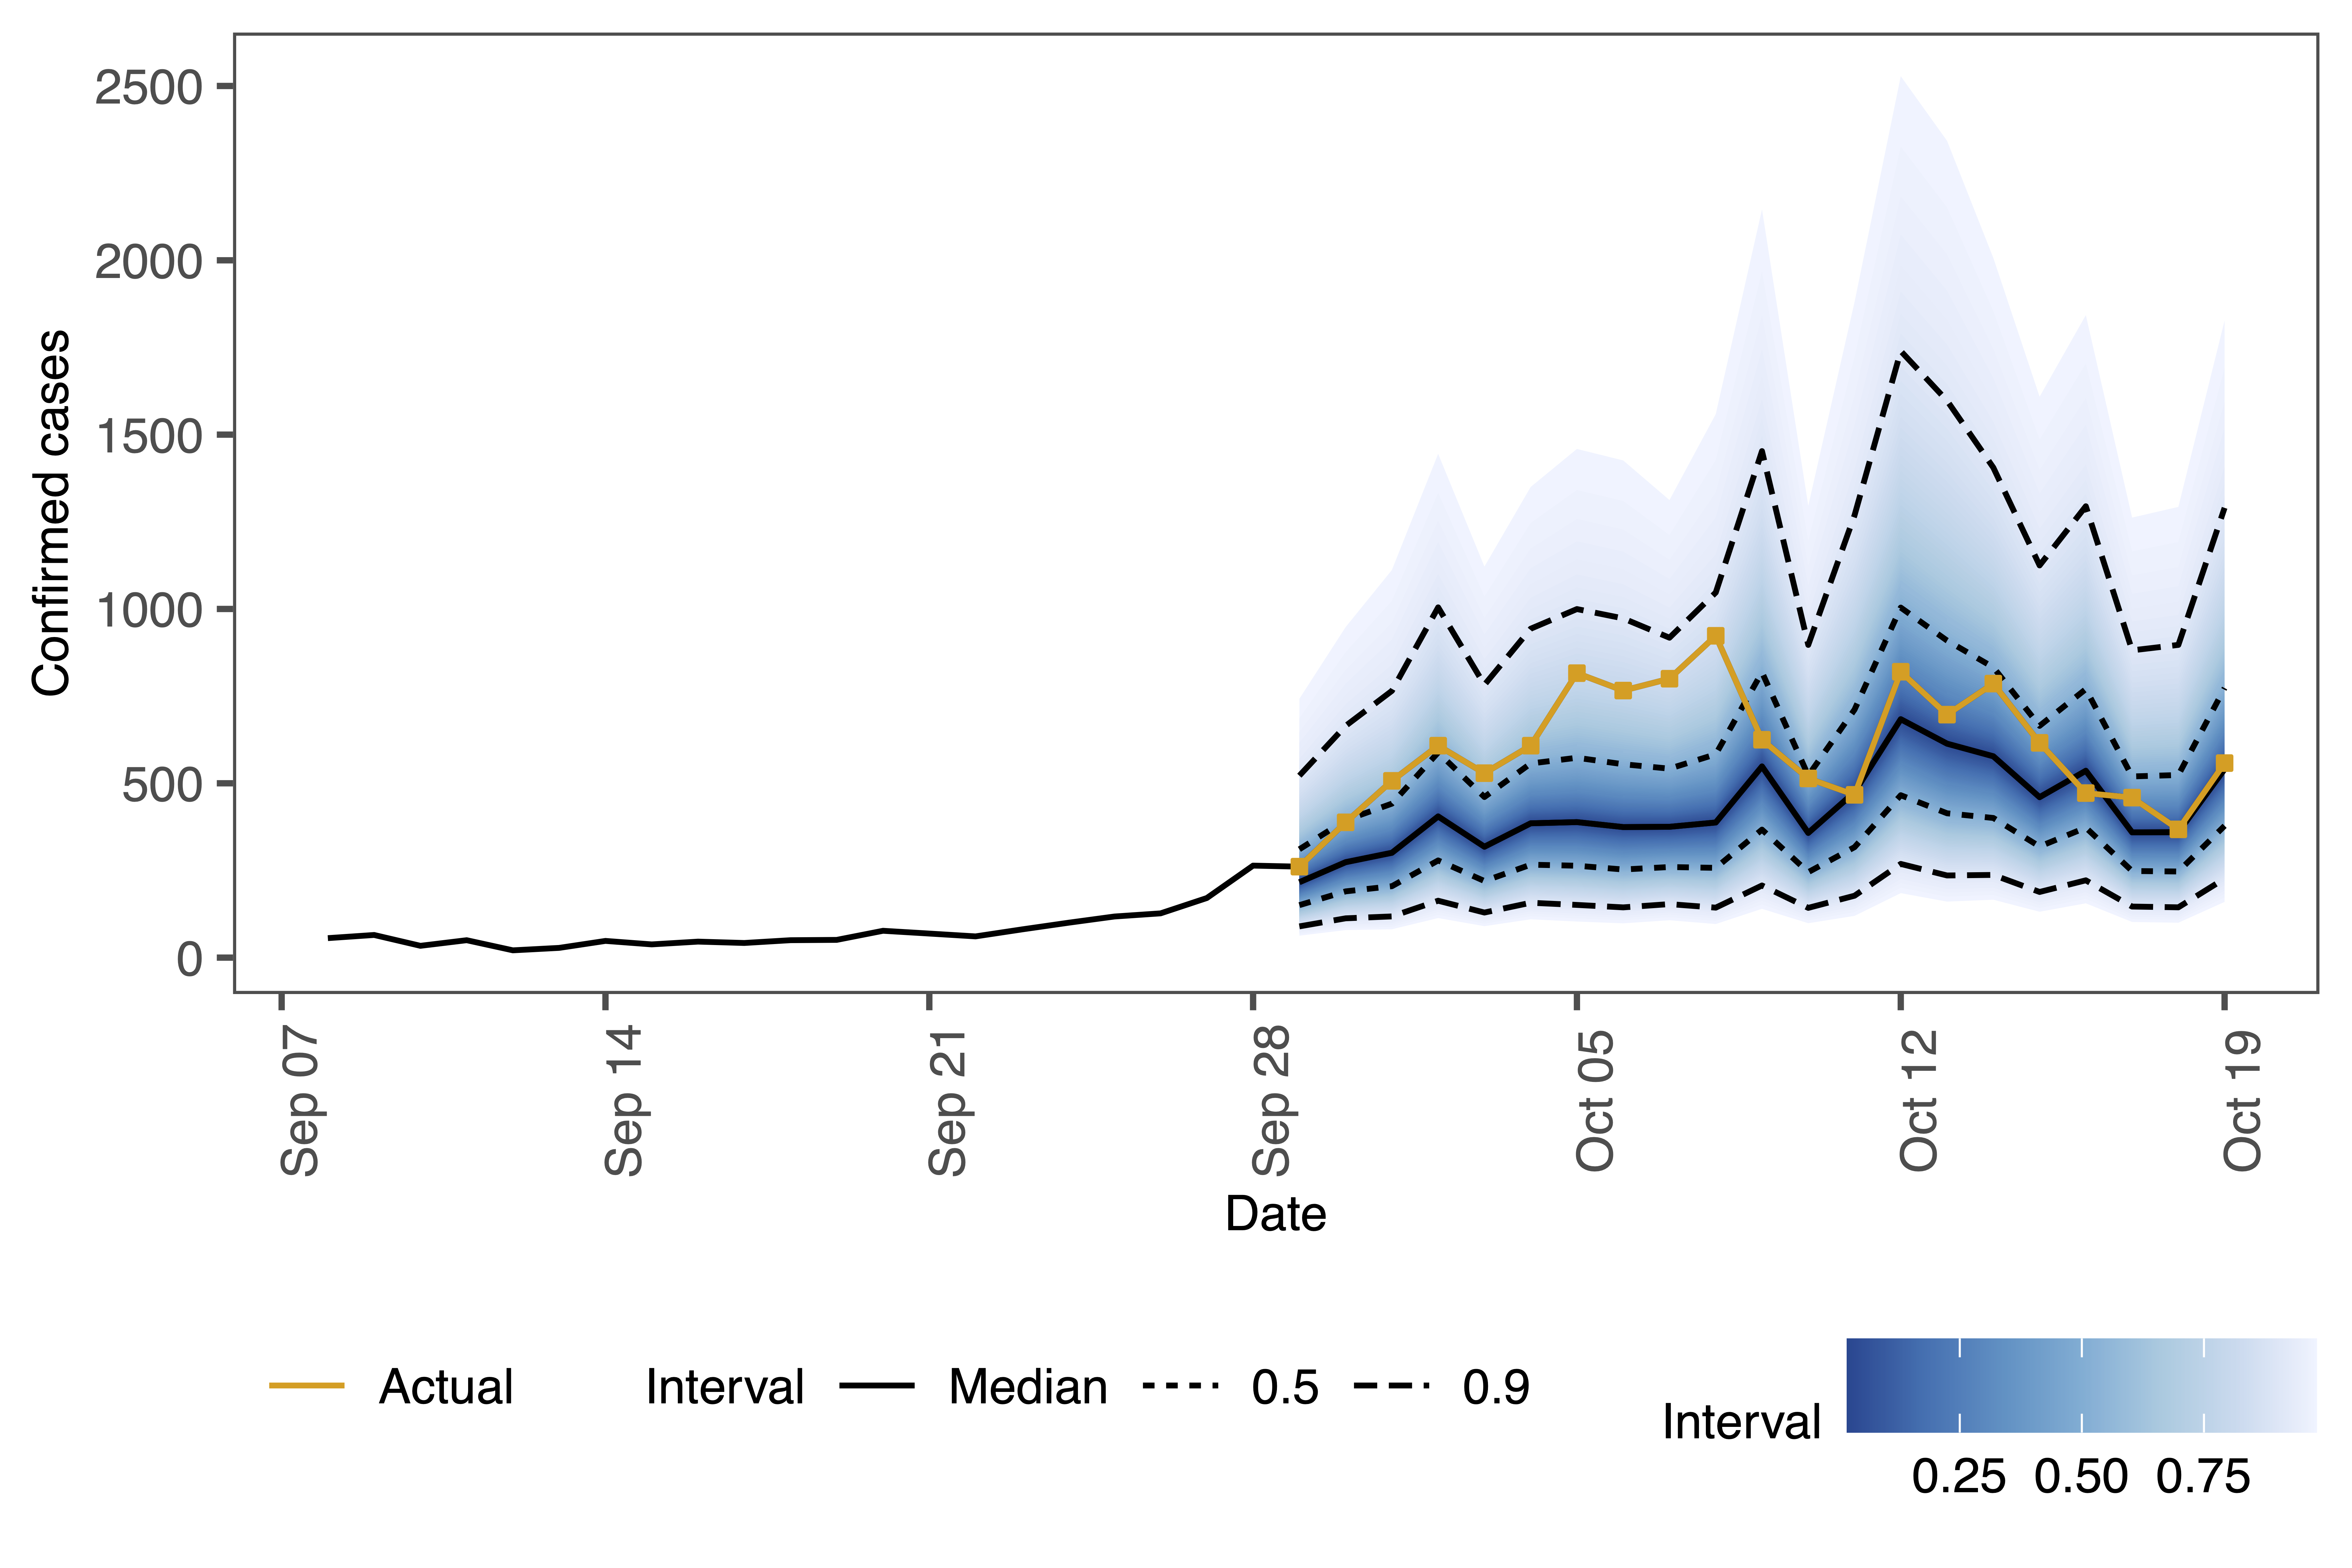 Confirmed cases
2500
2000
1500
1000
500
0
Sep 07
Sep 14
Sep 21
Sep 28
Oct 05
Oct 12
Oct 19
Date
Actual
Interval
Median
0.5
0.9
Interval
0.25 0.50 0.75